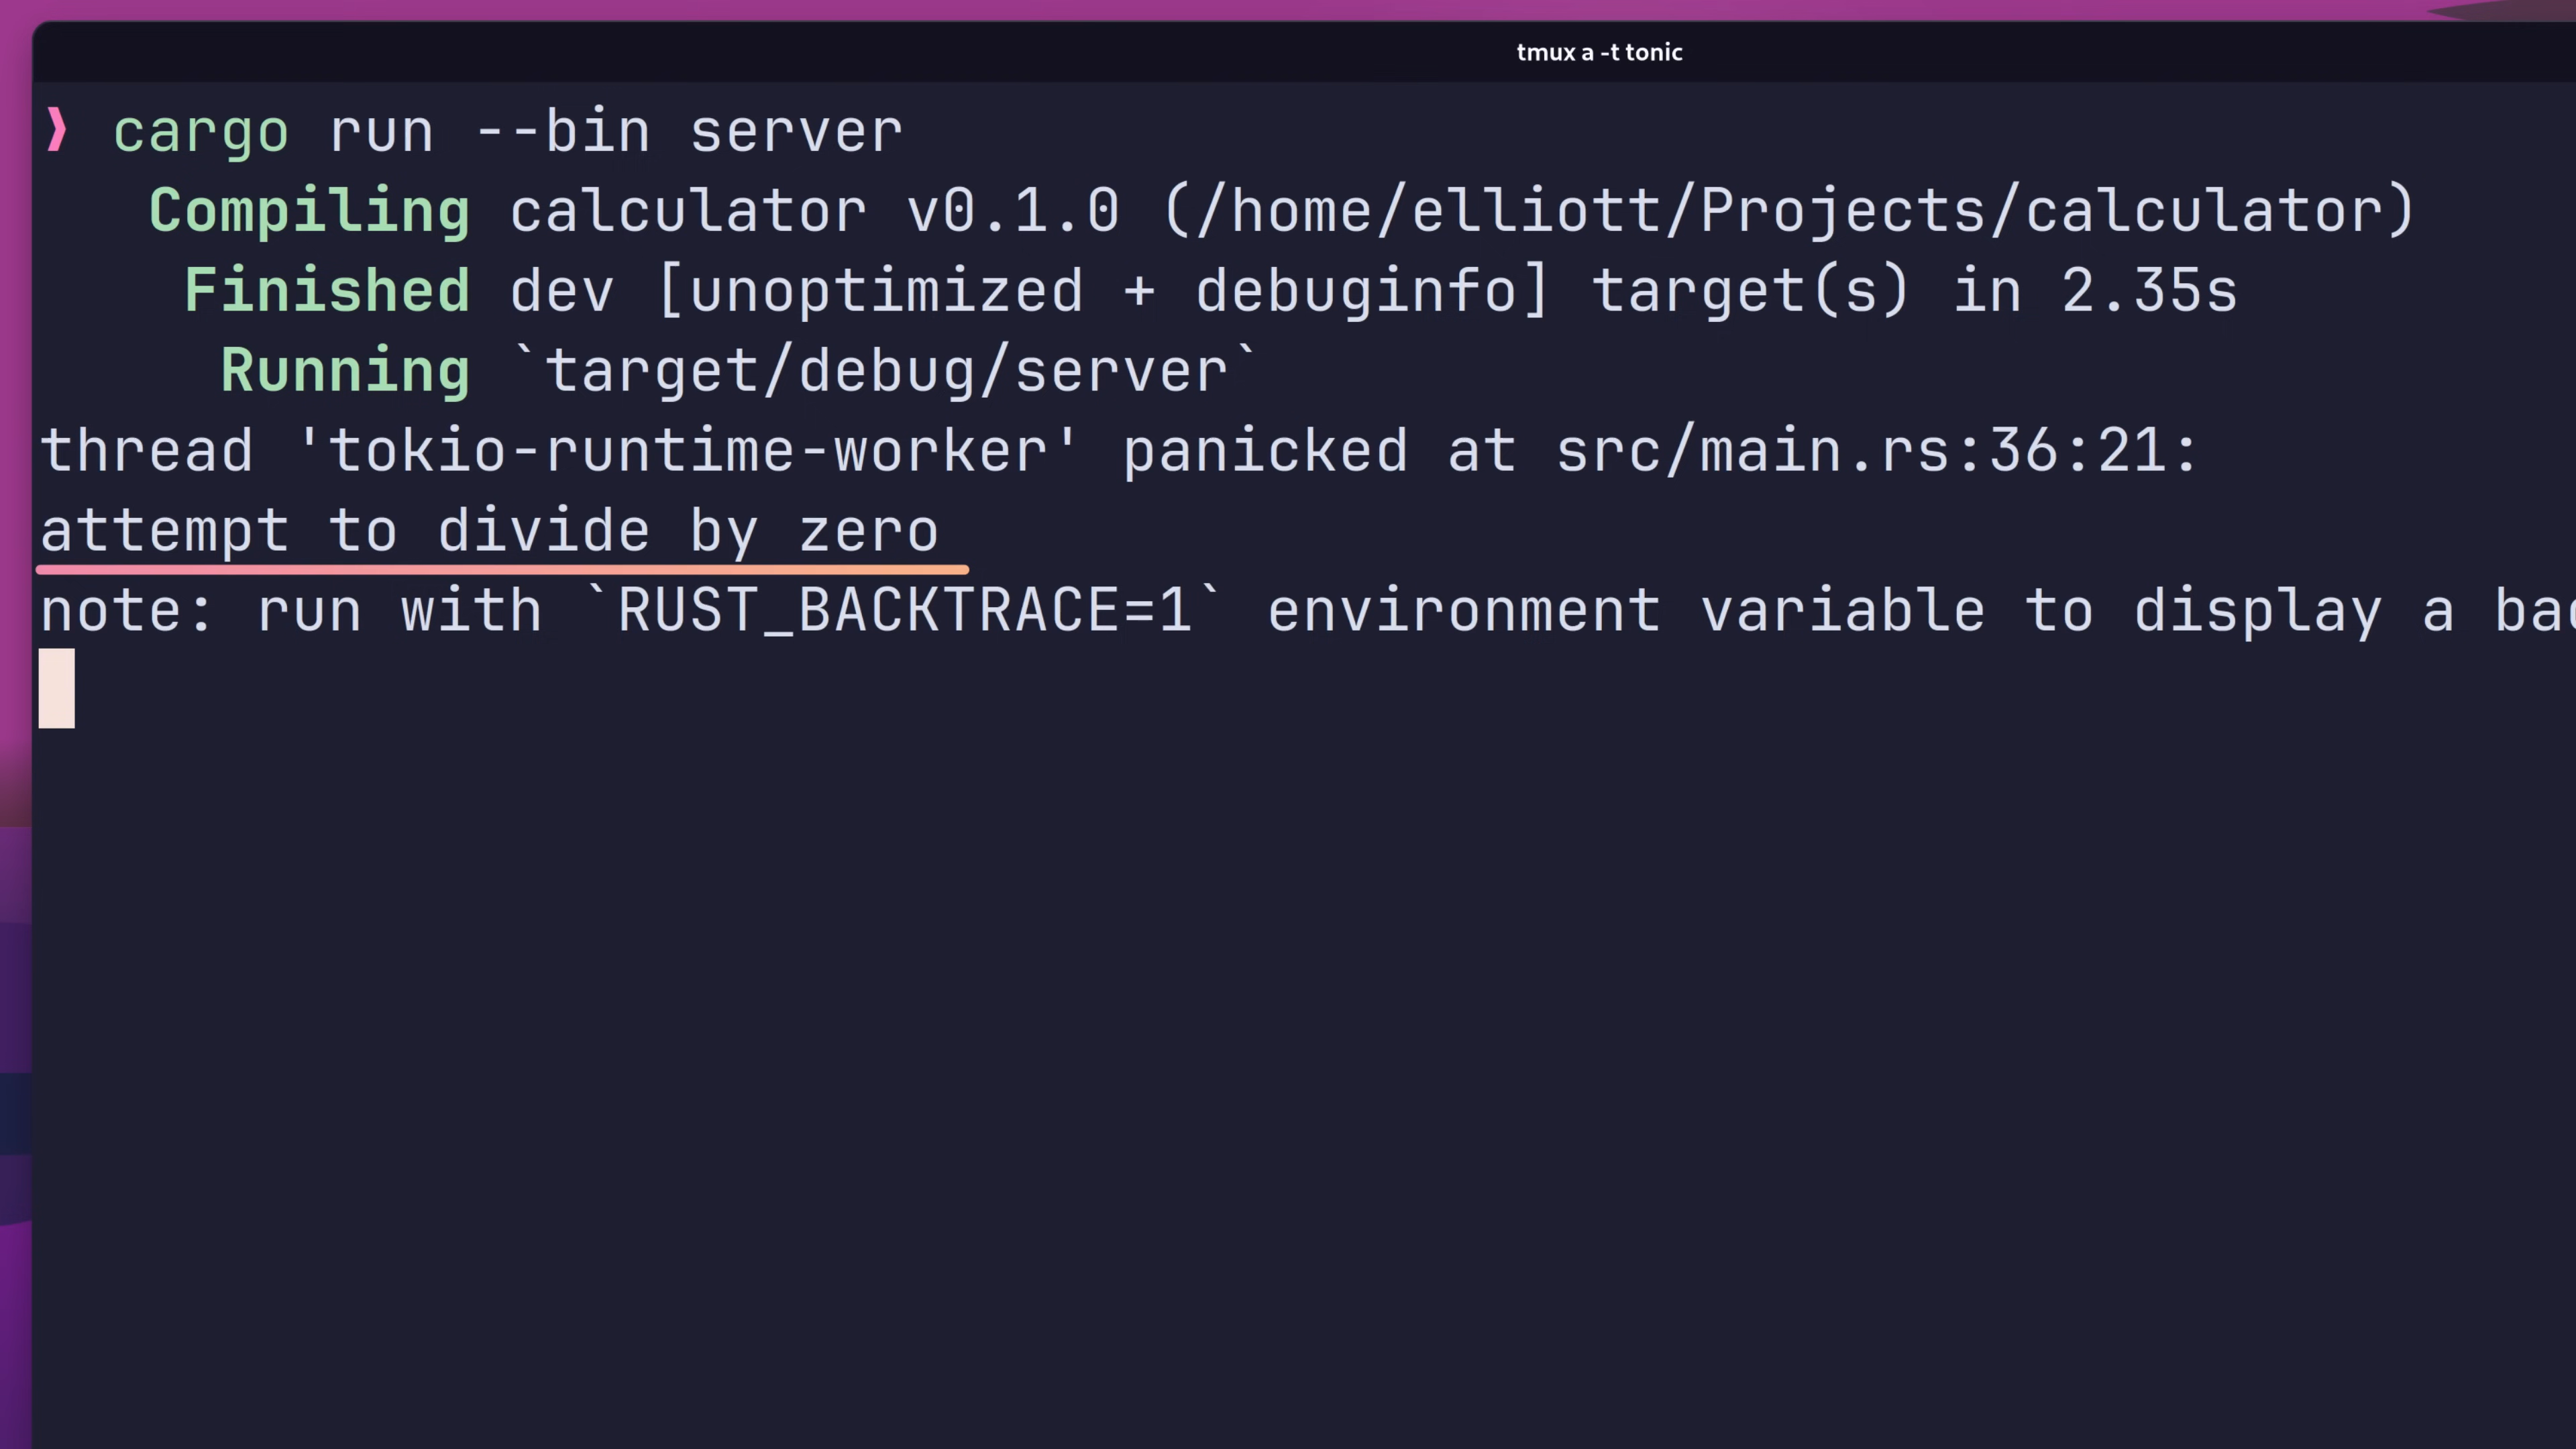 tmux a -t tonic
❯ cargo run --bin server
Compiling calculator v0.1.0 (/home/elliott/Projects/calculator)
Finished dev [unoptimized + debuginfo] target(s) in 2.35s
Running `target/debug/server`
thread 'tokio-runtime-worker' panicked at src/main.rs:36:21:
attempt to divide by zero
note: run with `RUST_BACKTRACE=1` environment variable to display a